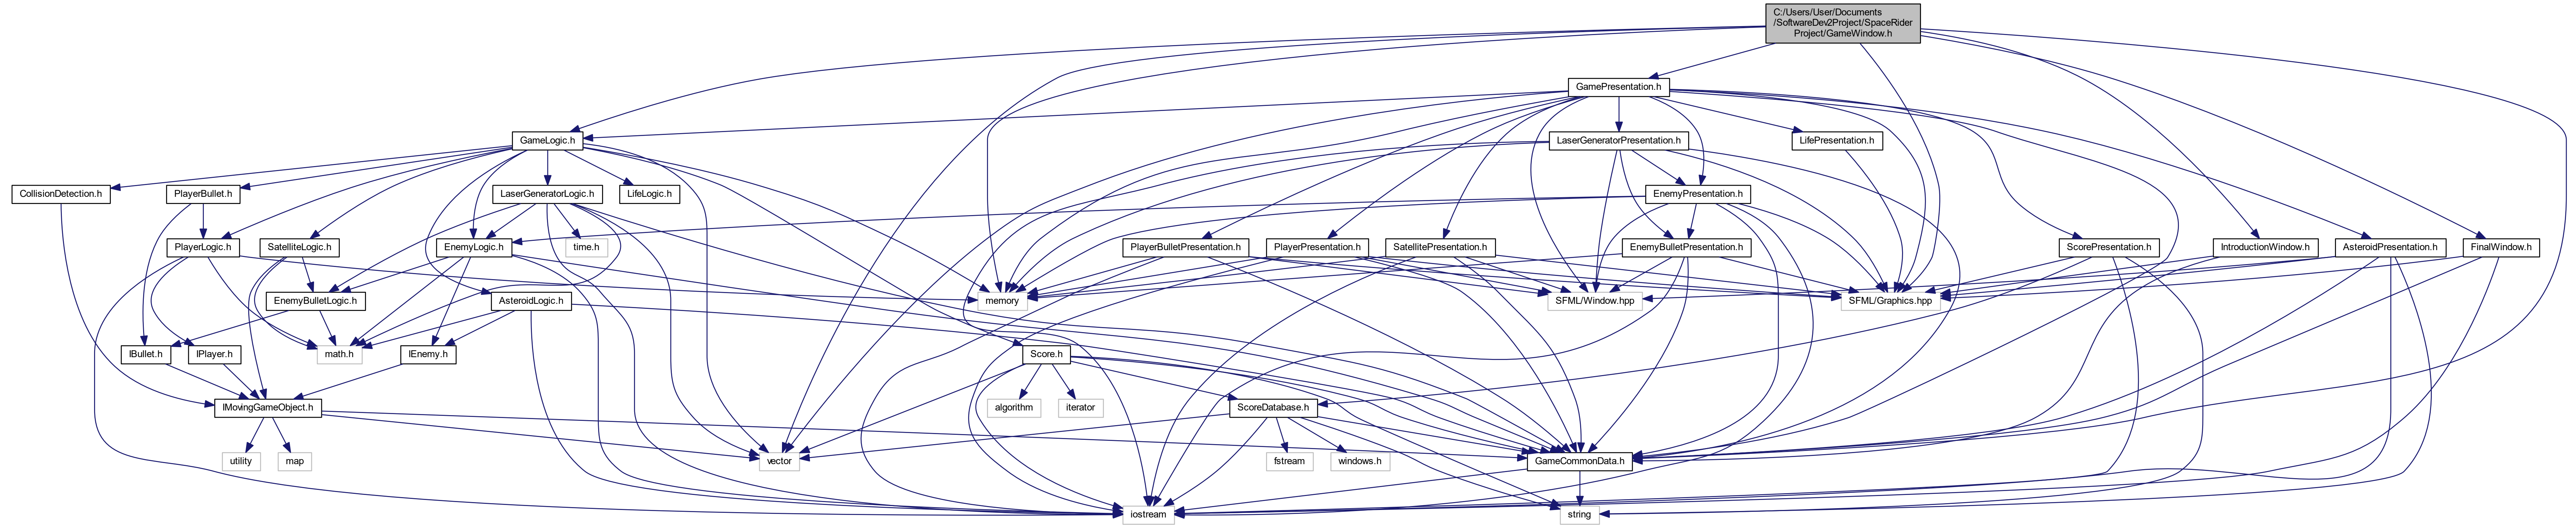 C:/Users/User/Documents
/SoftwareDev2Project/SpaceRider
Project/GameWindow.h
GamePresentation.h
GameLogic.h
LaserGeneratorPresentation.h
LifePresentation.h
CollisionDetection.h
PlayerBullet.h
LaserGeneratorLogic.h
LifeLogic.h
EnemyPresentation.h
PlayerLogic.h
SatelliteLogic.h
EnemyLogic.h
time.h
PlayerBulletPresentation.h
PlayerPresentation.h
SatellitePresentation.h
EnemyBulletPresentation.h
ScorePresentation.h
IntroductionWindow.h
AsteroidPresentation.h
FinalWindow.h
EnemyBulletLogic.h
AsteroidLogic.h
memory
SFML/Window.hpp
SFML/Graphics.hpp
IBullet.h
IPlayer.h
math.h
IEnemy.h
Score.h
IMovingGameObject.h
algorithm
iterator
ScoreDatabase.h
utility
map
vector
fstream
windows.h
GameCommonData.h
iostream
string